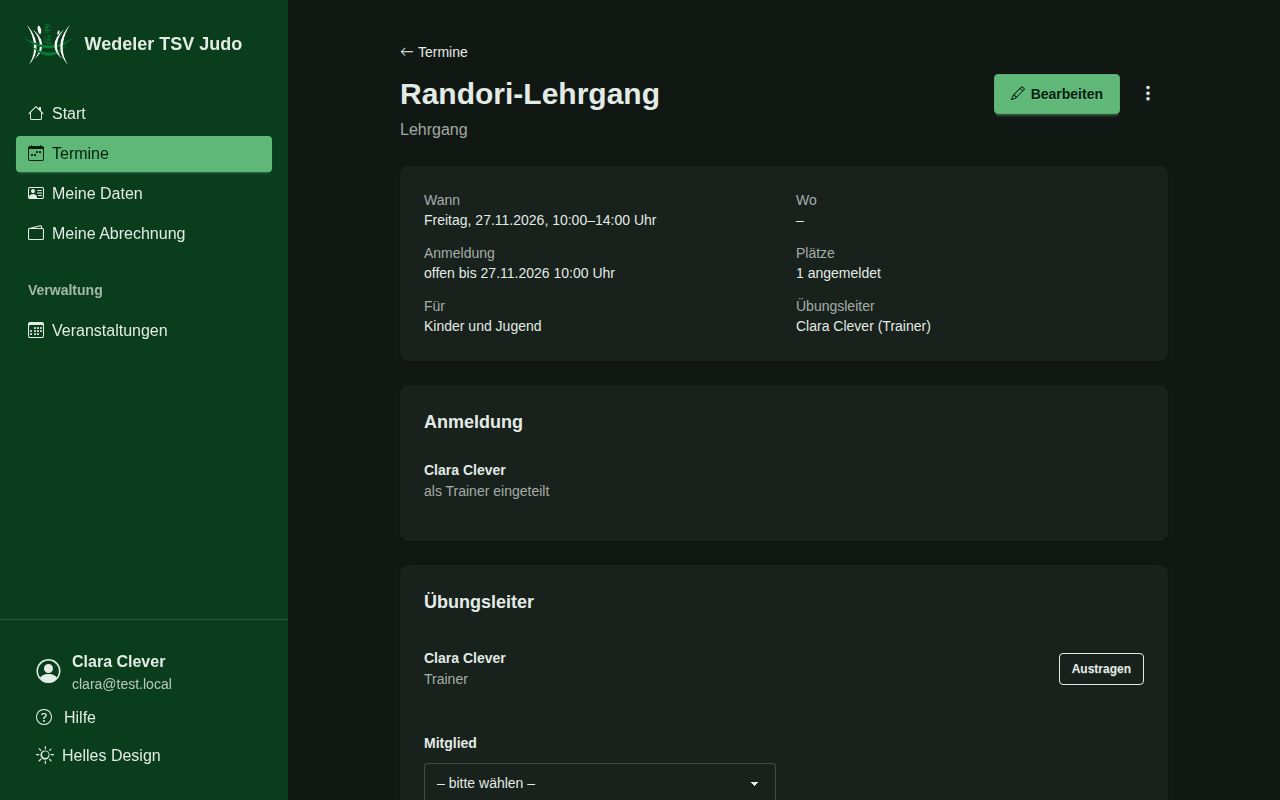 Wedeler TSV Judo
Start
Termine
Meine Daten
Meine Abrechnung
Verwaltung
Veranstaltungen
Clara Clever
clara@test.local
Hilfe
Helles Design
← Termine
Randori-Lehrgang
Bearbeiten
Lehrgang
Wann
Freitag, 27.11.2026, 10:00–14:00 Uhr
Wo
–
Anmeldung
offen bis 27.11.2026 10:00 Uhr
Plätze
1 angemeldet
Für
Kinder und Jugend
Übungsleiter
Clara Clever (Trainer)
Anmeldung
Clara Clever
als Trainer eingeteilt
Übungsleiter
Clara Clever
Trainer
Austragen
Mitglied
– bitte wählen –